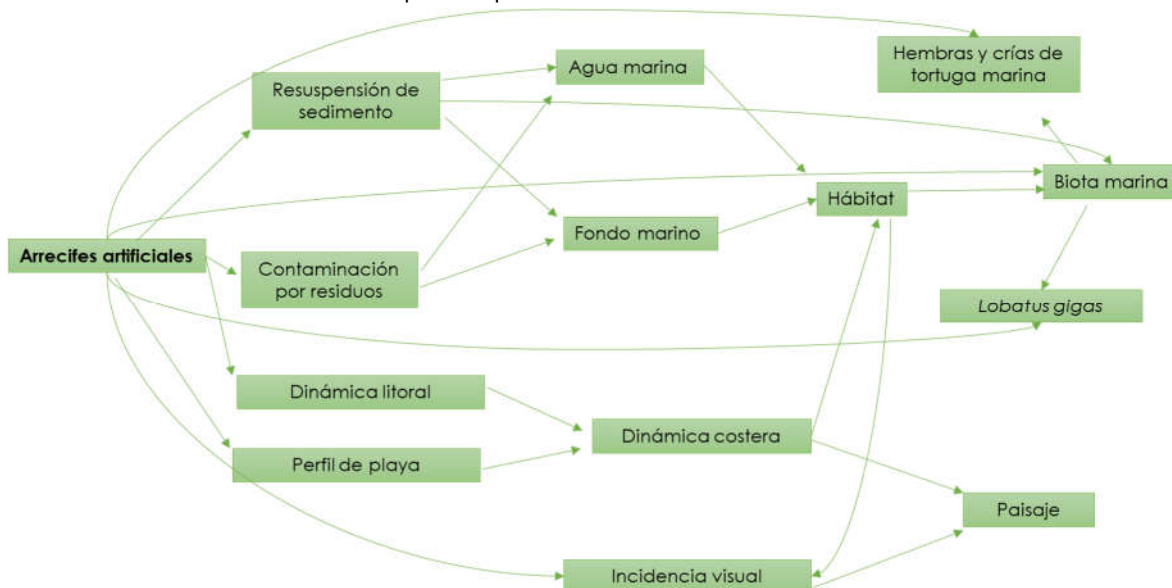 Hembras y crías de
tortuga marina
Agua marina
Resuspensión de
sedimento
Biota marina
Hábitat
Fondo marino
Arrecifes artificiales
Contaminación
por residuos
Lobatus gigas
Dinámica litoral
Dinámica costera
Perfil de playa
Paisaje
Incidencia visual